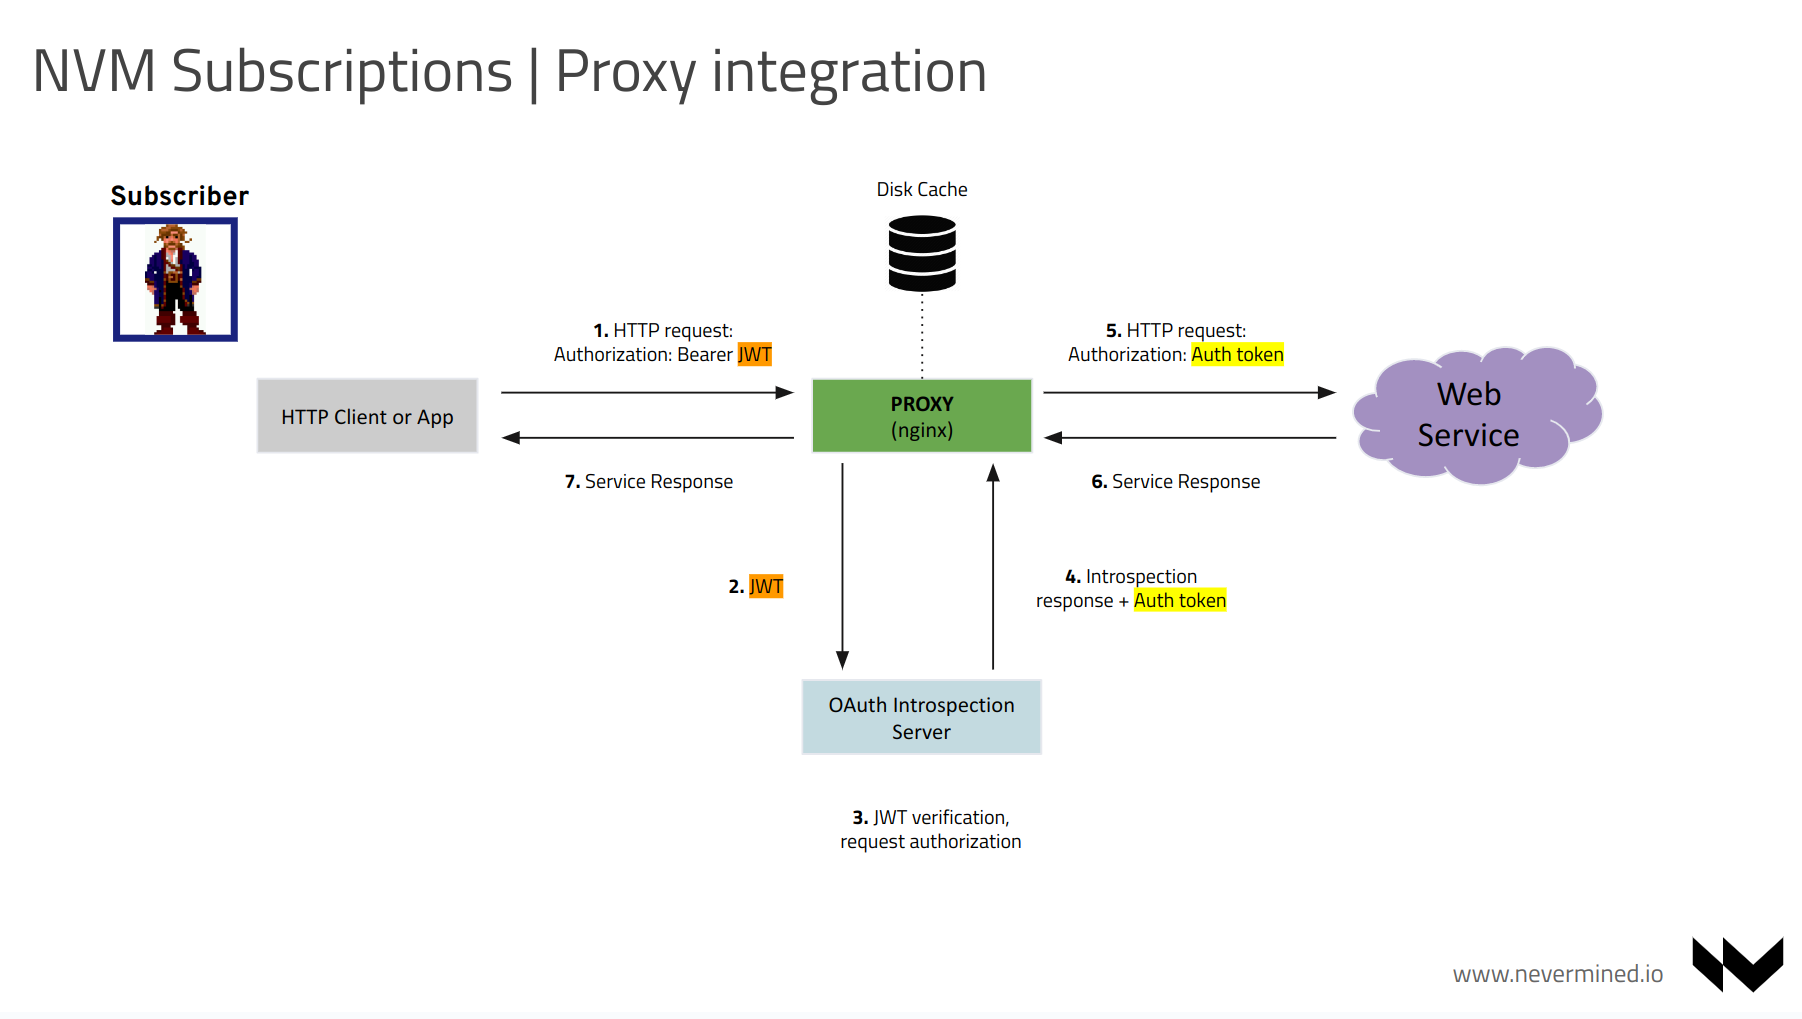 NVM Subscriptions | Proxy integration
Subscriber
Disk Cache
1. HTTP request:
Authorization: Bearer JWT
5. HTTP request:
Authorization: Auth token
HTTP Client or App
PROXY
(nginx)
Web
Service
7. Service Response
6. Service Response
2. JWT
4. Introspection
response + Auth token
OAuth Introspection
Server
3. JWT verification,
request authorization
www.nevermined.io